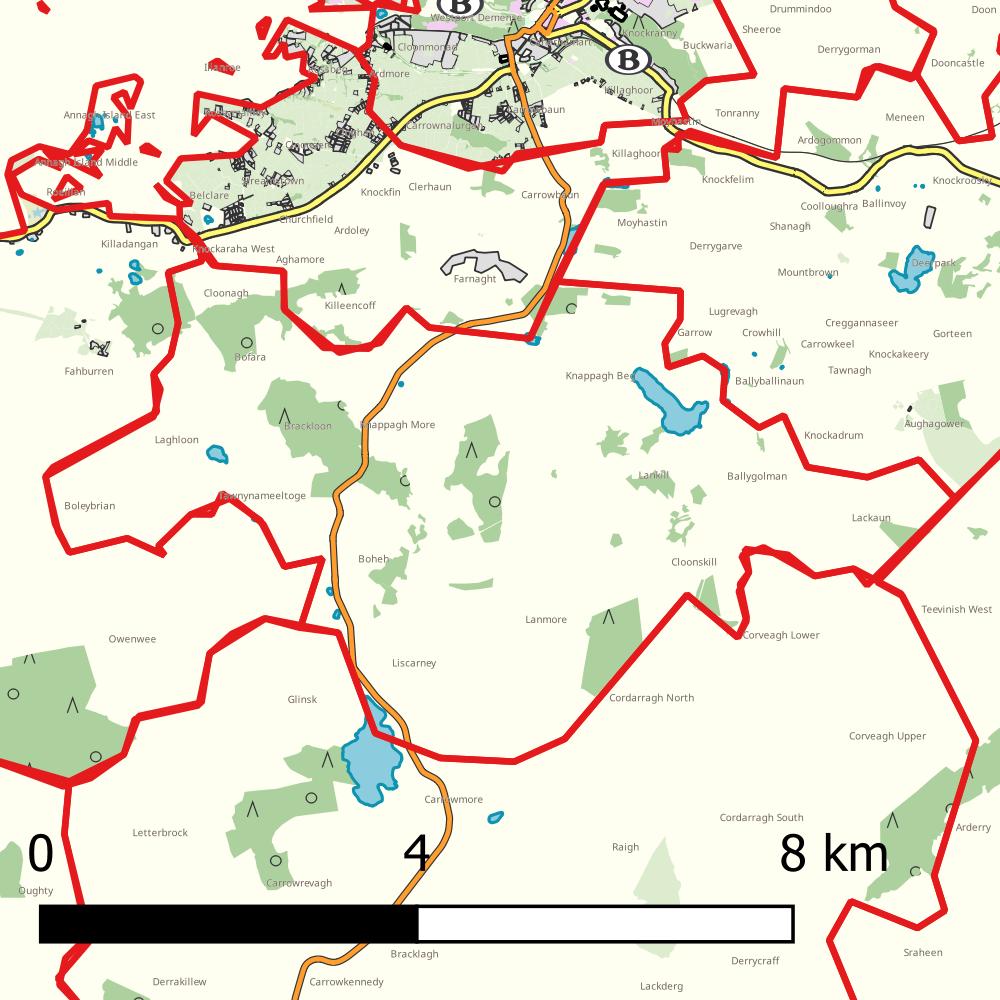 B
Westport Demense
Drummindoo
Doon
Sheeroe
Knockranny
Buckwaria
Cloonmonad
Derrygorman
Dooncastle
Ardmore
B
Killaghoor
Annagh Island East
Tonranny
Meneen
Carrownalurgan
Ardogommon
Annagh Island Middle
Killaghoor
Rosillan
Belclare
Knockfin
Clerhaun
Carrowbaun
Knockfelim
Knockroosky
Coolloughra
Ballinvoy
Churchfield
Moyhastin
Shanagh
Ardoley
Killadangan
Knockaraha West
Derrygarve
Aghamore
Deerpark
Mountbrown
Farnaght
Cloonagh
Killeencoff
Lugrevagh
Creggannaseer
Garrow
Crowhill
Gorteen
Carrowkeel
Knockakeery
Bofara
Fahburren
Knappagh Beg
Tawnagh
Ballyballinaun
Knappagh More
Brackloon
Aughagower
Laghloon
Knockadrum
Lankill
Ballygolman
Tawnynameeltoge
Boleybrian
Lackaun
Boheh
Cloonskill
Teevinish West
Lanmore
Owenwee
Corveagh Lower
Liscarney
Glinsk
Cordarragh North
Corveagh Upper
Carrowmore
Cordarragh South
Letterbrock
Arderry
Raigh
0 4 8 km
Carrowrevagh
Oughty
Bracklagh
Sraheen
Derrycraff
Derrakillew
Carrowkennedy
Lackderg